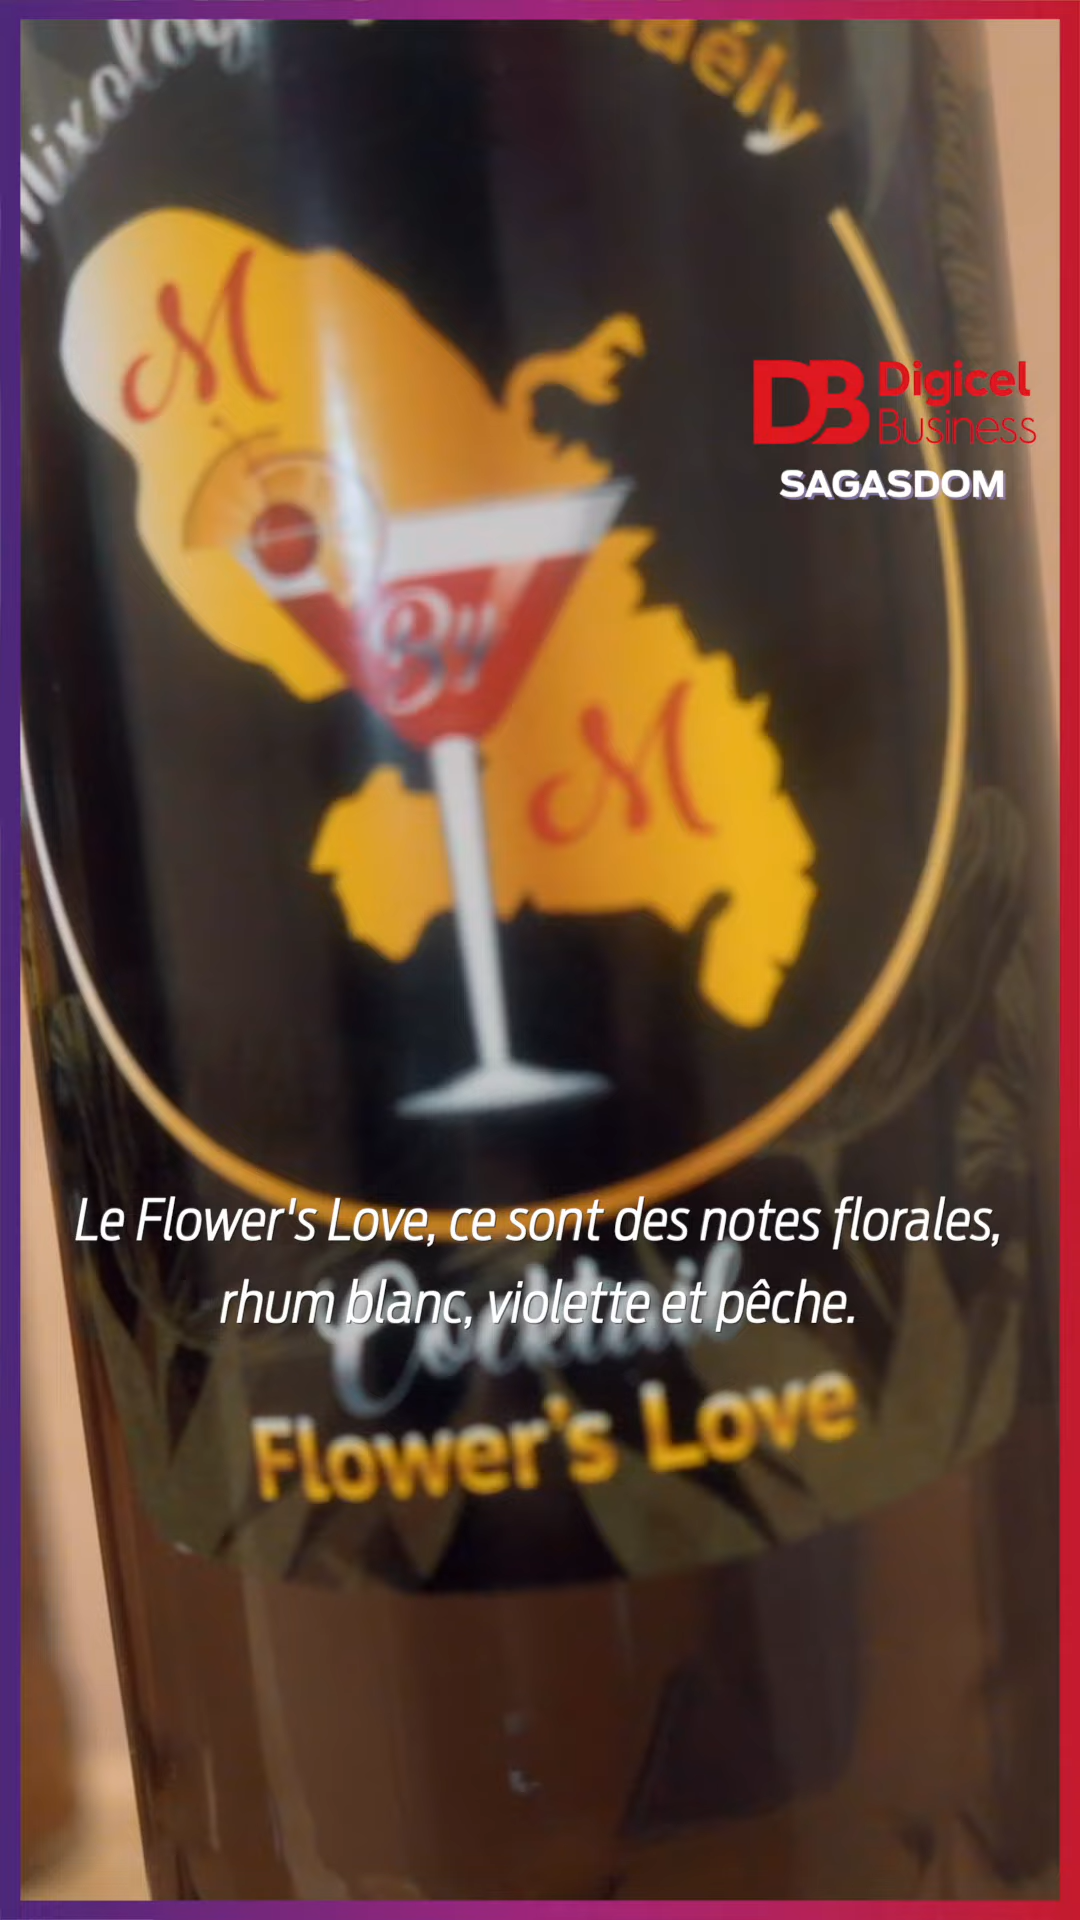 M
Digicel
DB
Business
SAGASDOM
By
M
Le Flower's Love, ce sont des notes florales,
rhum blanc, violette et pêche.
Cocktail
Flower's Love